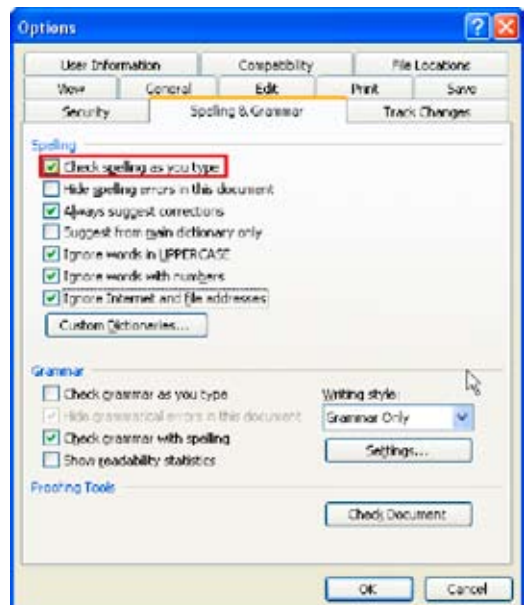 Options
User Information Compatibility File Locations
View General Edit Print Save
Security Spelling & Grammar Track Changes
Spelling
Check spelling as you type
Hide spelling errors in this document
Always suggest corrections
Suggest from main dictionary only
Ignore words in UPPERCASE
Ignore words with numbers
Ignore Internet and file addresses
Custom Dictionaries...
Grammar
Check grammar as you type Writing style:
Hide grammatical errors in this document Grammar Only
Check grammar with spelling Settings...
Show readability statistics
Proofing Tools
Check Document
OK Cancel